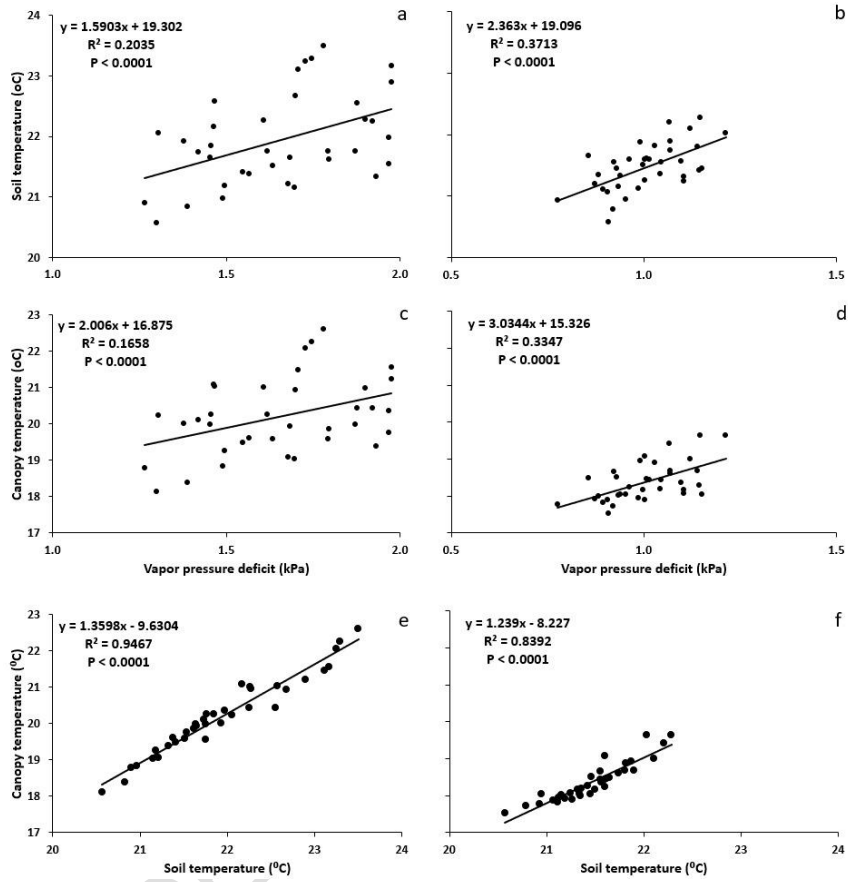 a
y = 1.5903x + 19.302
R² = 0.2035
P < 0.0001
Soil temperature (oC)
24
23
22
21
20
1.0 1.5 2.0
b
y = 2.363x + 19.096
R² = 0.3713
P < 0.0001
0.5 1.0 1.5
c
y = 2.006x + 16.875
R² = 0.1658
P < 0.0001
Canopy temperature (oC)
23
22
21
20
19
18
17
1.0 1.5 2.0
Vapor pressure deficit (kPa)
d
y = 3.0344x + 15.326
R² = 0.3347
P < 0.0001
0.5 1.0 1.5
Vapor pressure deficit (kPa)
e
y = 1.3598x - 9.6304
R² = 0.9467
P < 0.0001
Canopy temperature (⁰C)
23
22
21
20
19
18
17
20 21 22 23 24
Soil temperature (⁰C)
f
y = 1.239x - 8.227
R² = 0.8392
P < 0.0001
20 21 22 23 24
Soil temperature (⁰C)